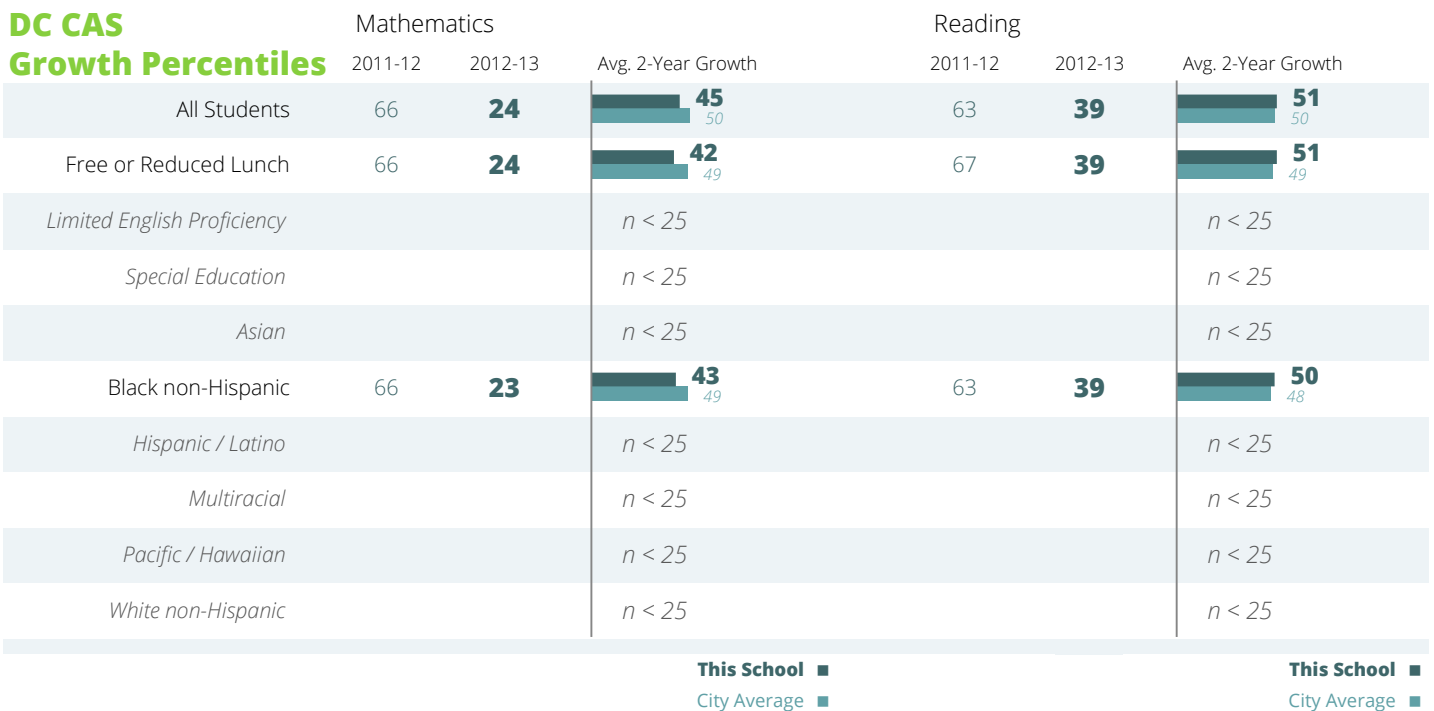 DC CAS Mathematics Reading
Growth Percentiles 2011-12 2012-13 Avg. 2-Year Growth 2011-12 2012-13 Avg. 2-Year Growth
All Students 66 24 45 50 63 39 51 50
Free or Reduced Lunch 66 24 42 49 67 39 51 49
Limited English Proficiency n < 25 n < 25
Special Education n < 25 n < 25
Asian n < 25 n < 25
Black non-Hispanic 66 23 43 49 63 39 50 48
Hispanic / Latino n < 25 n < 25
Multiracial n < 25 n < 25
Pacific / Hawaiian n < 25 n < 25
White non-Hispanic n < 25 n < 25
This School This School
City Average City Average